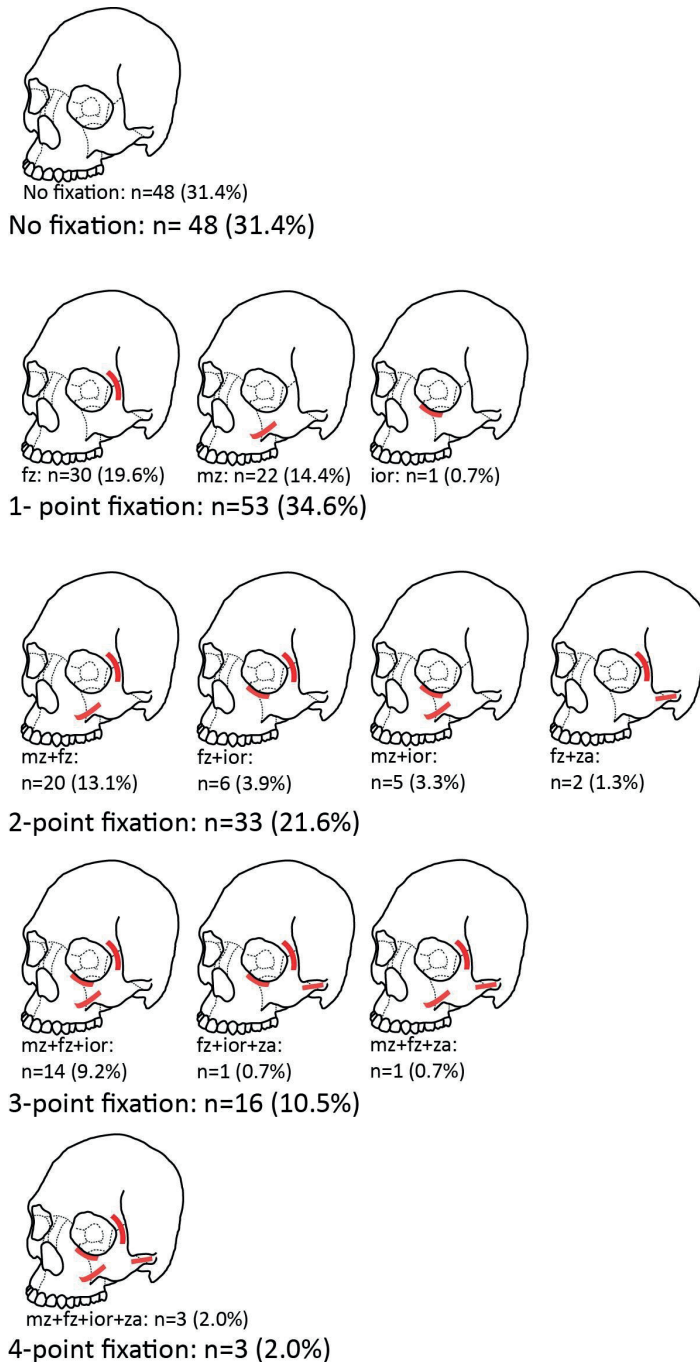 No fixation: n=48 (31.4%)
No fixation: n= 48 (31.4%)
fz: n=30 (19.6%)
mz: n=22 (14.4%)
ior: n=1 (0.7%)
1- point fixation: n=53 (34.6%)
mz+fz:
n=20 (13.1%)
fz+ior:
n=6 (3.9%)
mz+ior:
n=5 (3.3%)
fz+za:
n=2 (1.3%)
2-point fixation: n=33 (21.6%)
mz+fz+ior:
n=14 (9.2%)
fz+ior+za:
n=1 (0.7%)
mz+fz+za:
n=1 (0.7%)
3-point fixation: n=16 (10.5%)
mz+fz+ior+za: n=3 (2.0%)
4-point fixation: n=3 (2.0%)